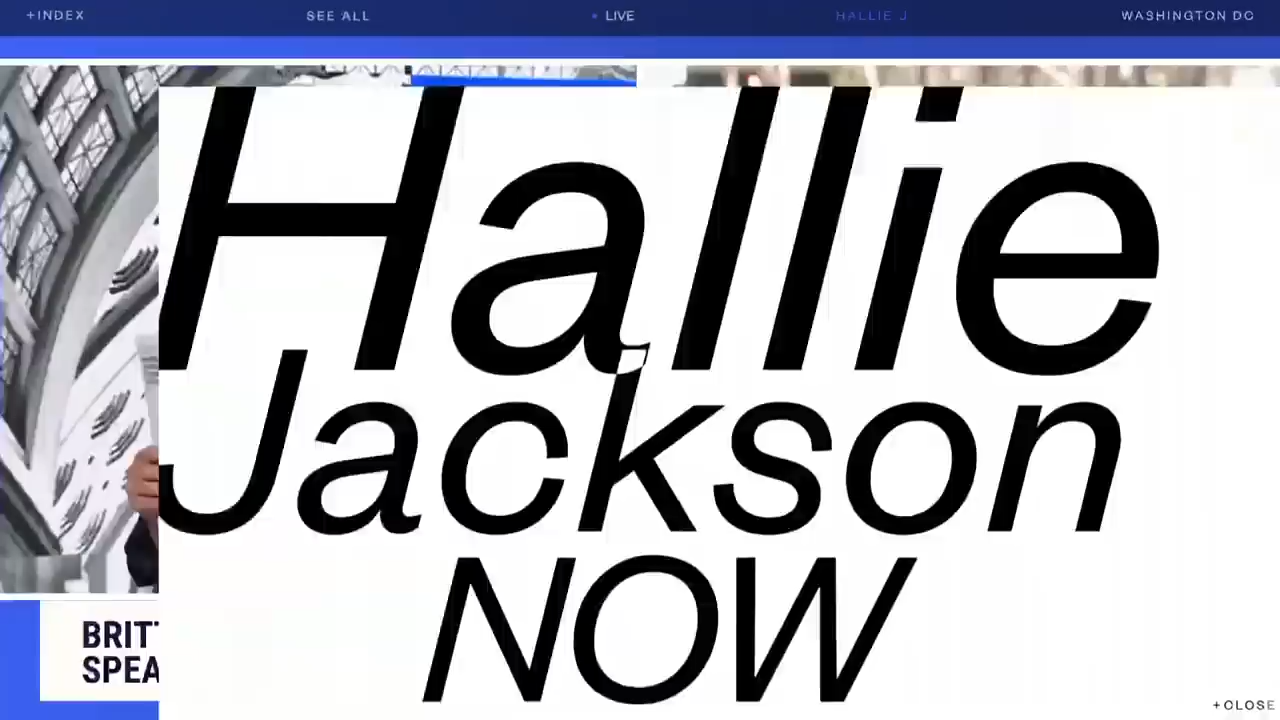 +INDEX
SEE ALL
LIVE
HALLIE J
WASHINGTON DC
Hallie
Jackson
NOW
BRIT
SPEA
+CLOSE